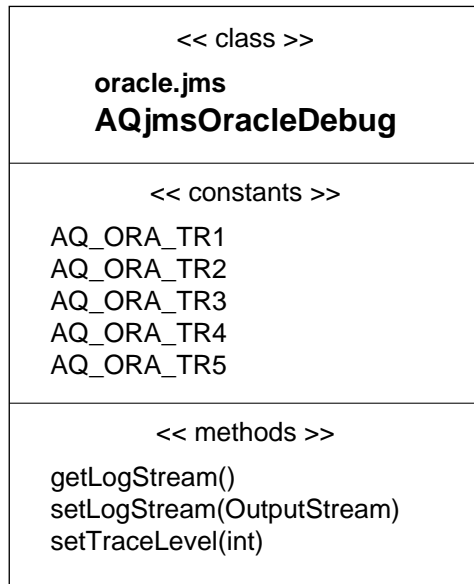 << class >>
oracle.jms
AQjmsOracleDebug
<< constants >>
AQ_ORA_TR1
AQ_ORA_TR2
AQ_ORA_TR3
AQ_ORA_TR4
AQ_ORA_TR5
<< methods >>
getLogStream()
setLogStream(OutputStream)
setTraceLevel(int)